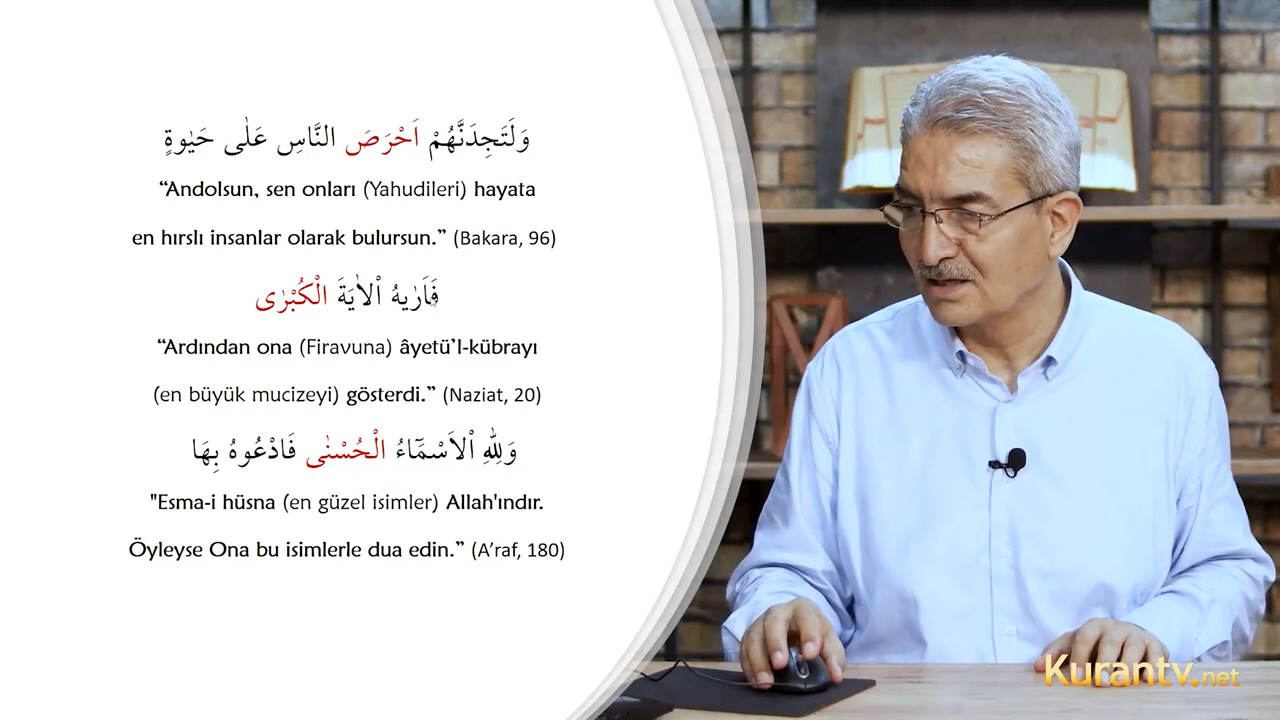 وَلَتَجِدَنَّهُمْ اَحْرَصَ النَّاسِ عَلٰى حَيٰوةٍ
“Andolsun, sen onları (Yahudileri) hayata
en hırslı insanlar olarak bulursun.” (Bakara, 96)
فَاَرٰيهُ اْلاٰيَةَ الْكُبْرٰى
“Ardından ona (Firavuna) âyetü’l-kübrayı
(en büyük mucizeyi) gösterdi.” (Naziat, 20)
وَلِلّٰهِ اْلاَسْمَٓاءُ الْحُسْنٰى فَادْعُوهُ بِهَا
"Esma-i hüsna (en güzel isimler) Allah'ındır.
Öyleyse Ona bu isimlerle dua edin.” (A’raf, 180)
Kurantv.net